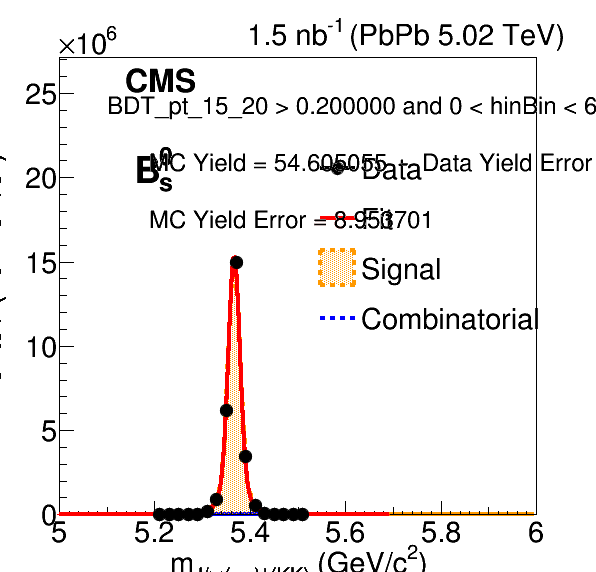 ×10⁶
1.5 nb⁻¹ (PbPb 5.02 TeV)
CMS
BDT_pt_15_20 > 0.200000 and 0 < hinBin < 6
B⁰ₛ
MC Yield = 54.605055 Data Yield Error
Data
MC Yield Error = 8.953701
Fit
Signal
Combinatorial
25
20
15
10
5
0
5 5.2 5.4 5.6 5.8 6
m (GeV/c²)